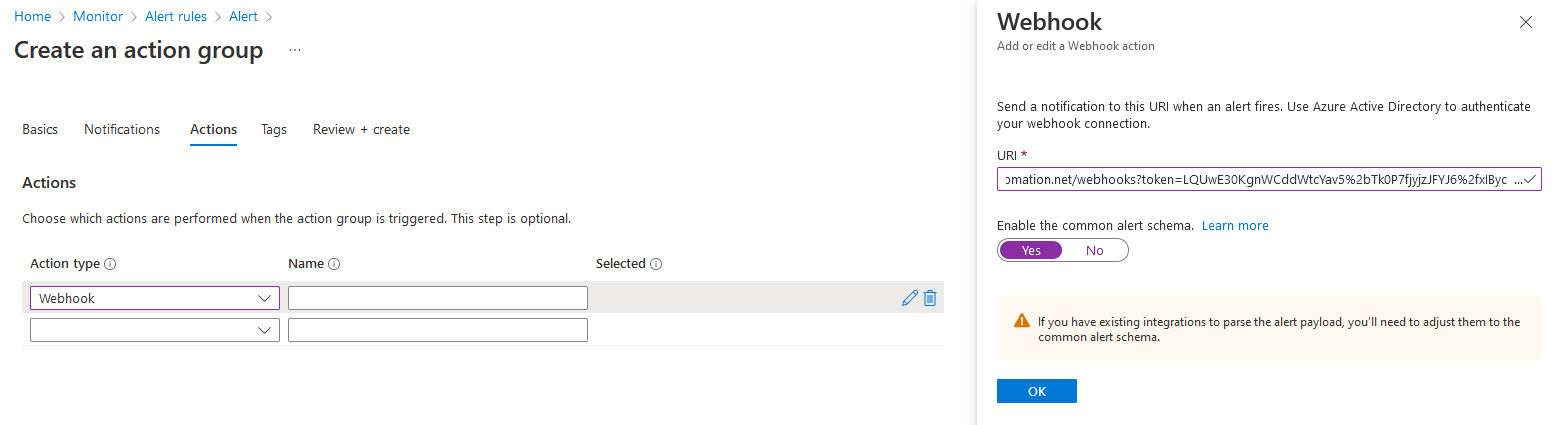 Home > Monitor > Alert rules > Alert >
Create an action group ...
Basics Notifications Actions Tags Review + create
Actions
Choose which actions are performed when the action group is triggered. This step is optional.
Action type Name Selected
Webhook
Webhook
Add or edit a Webhook action
Send a notification to this URI when an alert fires. Use Azure Active Directory to authenticate
your webhook connection.
URI *
omation.net/webhooks?token=LQUwE30KgnWCddWtcYav5%2bTk0P7fjyjzJFYJ6%2fxIByc ...
Enable the common alert schema. Learn more
Yes No
If you have existing integrations to parse the alert payload, you'll need to adjust them to the
common alert schema.
OK